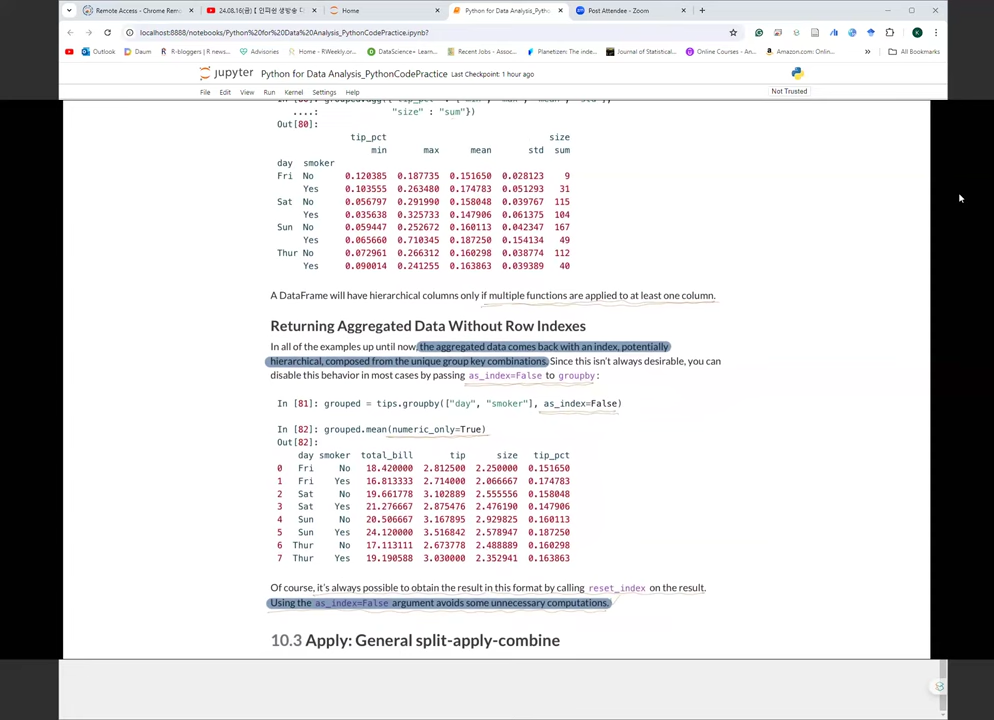 Remote Access - Chrome Remo
24.08.16(금)
Home
Python for Data Analysis_Pytho
Post Attendee - Zoom
localhost:8888/notebooks/Python%20for%20Data%20Analysis_PythonCodePractice.ipynb?
Outlook
Daum
R-bloggers | R news...
Advisories
Home - RWeekly.or...
DataGeek
Recent Jobs - Assoc...
Planetizen: The inde...
Journal of Statistical...
Online Courses - An...
Amazon.com: Onlin...
All Bookmarks
jupyter Python for Data Analysis_PythonCodePractice Last Checkpoint: 1 hour ago
File Edit View Run Kernel Settings Help
Not Trusted
....: "size" : "sum"})
Out[80]:
tip_pct size
min max mean std sum
day smoker
Fri No 0.120385 0.187735 0.151650 0.028123 9
Yes 0.103555 0.263480 0.174783 0.051293 31
Sat No 0.056797 0.291990 0.158048 0.039767 115
Yes 0.035638 0.325733 0.147906 0.061375 104
Sun No 0.059447 0.252672 0.160113 0.042347 167
Yes 0.065660 0.710345 0.187250 0.154134 49
Thur No 0.072961 0.266312 0.160298 0.038774 112
Yes 0.090014 0.241255 0.163863 0.039389 40
A DataFrame will have hierarchical columns only if multiple functions are applied to at least one column.
Returning Aggregated Data Without Row Indexes
In all of the examples up until now, the aggregated data comes back with an index, potentially
hierarchical, composed from the unique group key combinations. Since this isn't always desirable, you can
disable this behavior in most cases by passing as_index=False to groupby:
In [81]: grouped = tips.groupby(["day", "smoker"], as_index=False)
In [82]: grouped.mean(numeric_only=True)
Out[82]:
day smoker total_bill tip size tip_pct
0 Fri No 18.420000 2.812500 2.250000 0.151650
1 Fri Yes 16.813333 2.714000 2.066667 0.174783
2 Sat No 19.661778 3.102889 2.555556 0.158048
3 Sat Yes 21.276667 2.875476 2.476190 0.147906
4 Sun No 20.506667 3.167895 2.929825 0.160113
5 Sun Yes 24.120000 3.516842 2.578947 0.187250
6 Thur No 17.113111 2.673778 2.488889 0.160298
7 Thur Yes 19.190588 3.030000 2.352941 0.163863
Of course, it's always possible to obtain the result in this format by calling reset_index on the result.
Using the as_index=False argument avoids some unnecessary computations.
10.3 Apply: General split-apply-combine